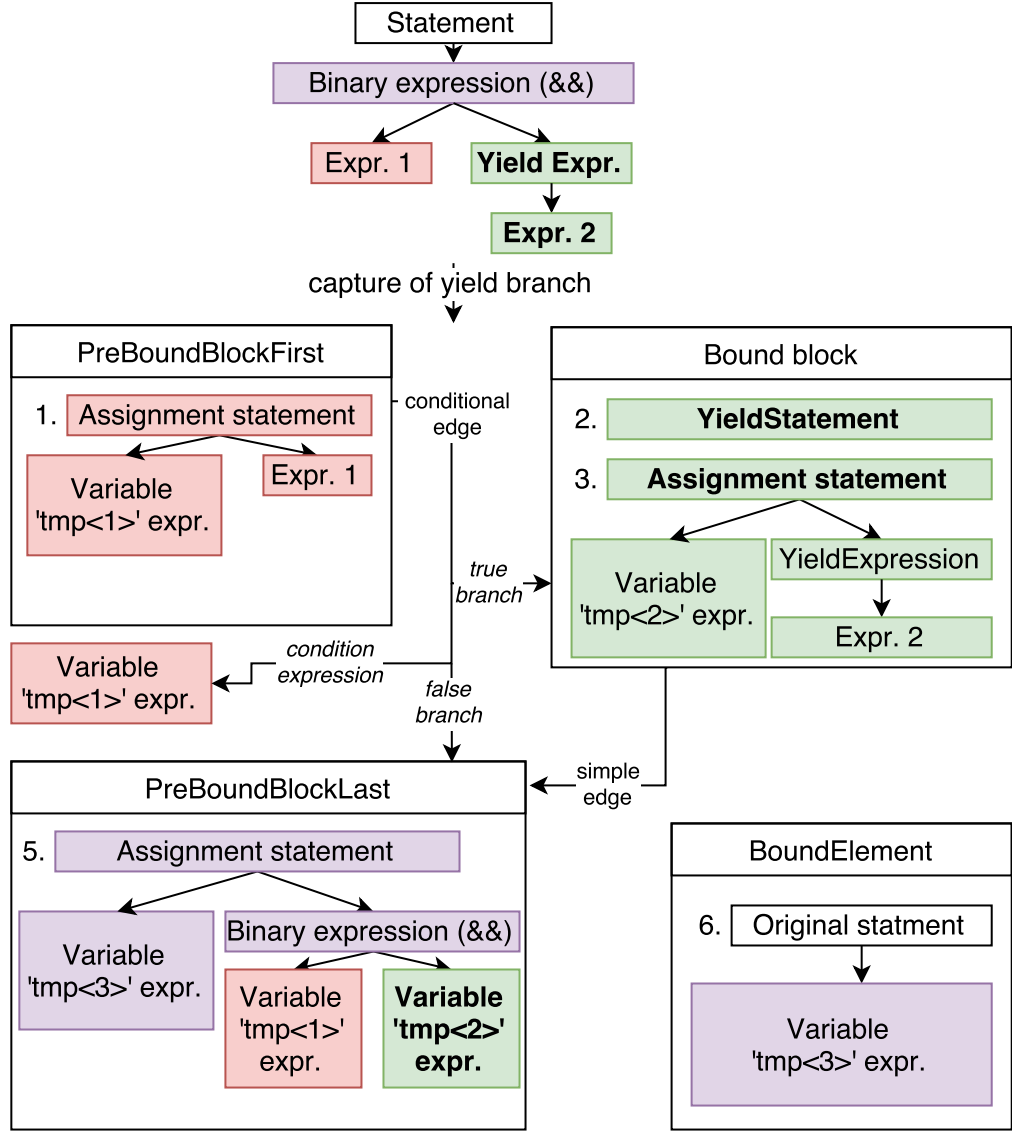 Statement
Binary expression (&&)
Expr. 1
Yield Expr.
Expr. 2
capture of yield branch
PreBoundBlockFirst
1. Assignment statement
Variable
'tmp<1>' expr.
Expr. 1
conditional
edge
Bound block
2. YieldStatement
3. Assignment statement
Variable
'tmp<2>' expr.
YieldExpression
Expr. 2
true
branch
condition
expression
Variable
'tmp<1>' expr.
false
branch
simple
edge
PreBoundBlockLast
5. Assignment statement
Variable
'tmp<3>' expr.
Binary expression (&&)
Variable
'tmp<1>'
expr.
Variable
'tmp<2>'
expr.
BoundElement
6. Original statment
Variable
'tmp<3>' expr.